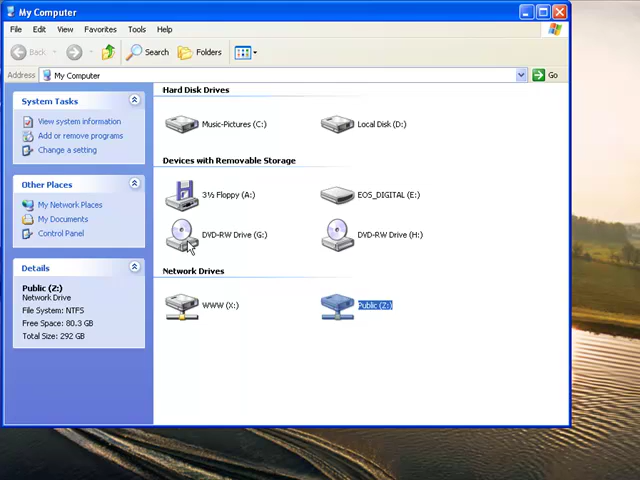 My Computer
File Edit View Favorites Tools Help
Back Search Folders
Address My Computer Go
System Tasks
View system information
Add or remove programs
Change a setting
Other Places
My Network Places
My Documents
Control Panel
Details
Public (Z:)
Network Drive
File System: NTFS
Free Space: 80.3 GB
Total Size: 292 GB
Hard Disk Drives
Music-Pictures (C:) Local Disk (D:)
Devices with Removable Storage
3½ Floppy (A:) EOS_DIGITAL (E:)
DVD-RW Drive (G:) DVD-RW Drive (H:)
Network Drives
WWW (X:) Public (Z:)